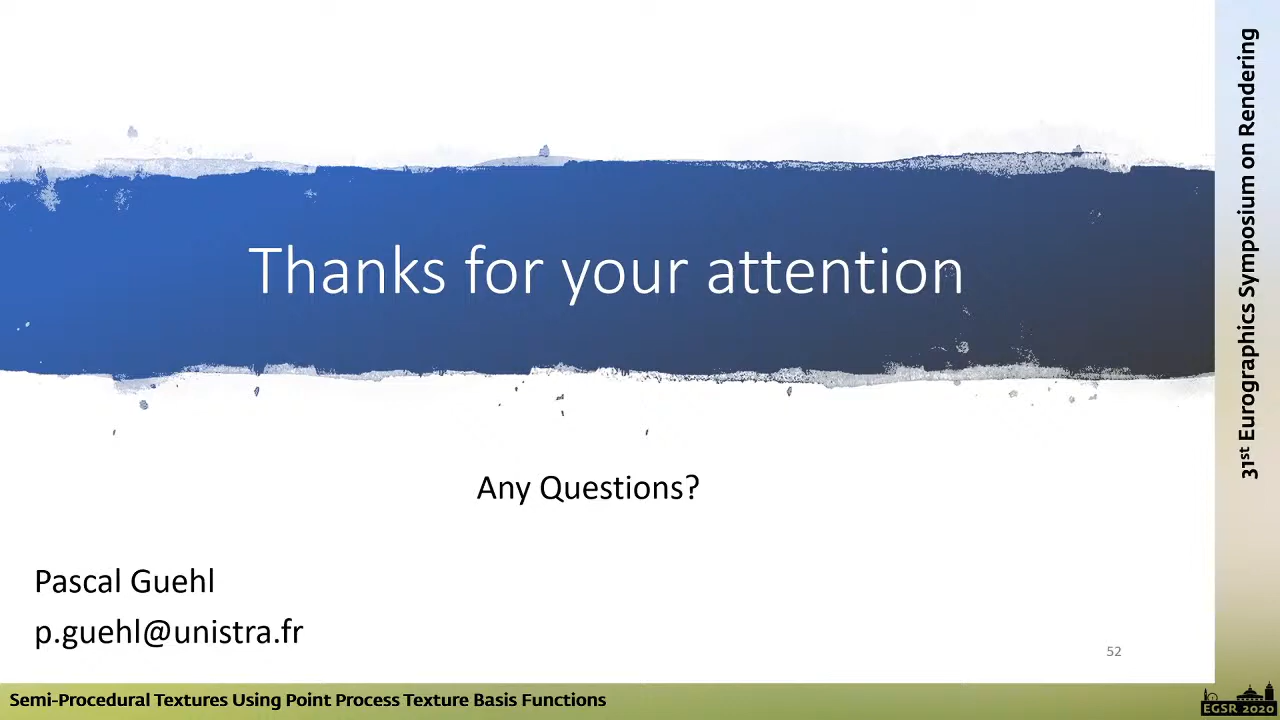 Thanks for your attention
Any Questions?
Pascal Guehl
p.guehl@unistra.fr
52
Semi-Procedural Textures Using Point Process Texture Basis Functions
31st Eurographics Symposium on Rendering
EGSR 2020